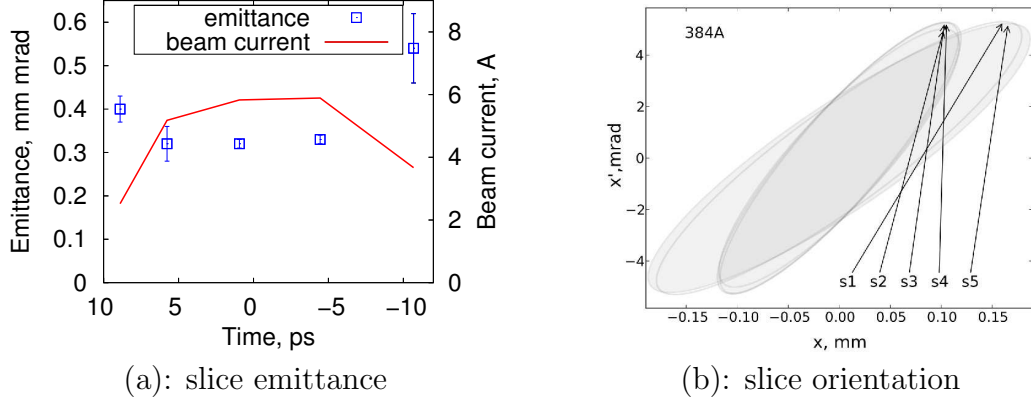 emittance
beam current
Emittance, mm mrad
0.6
0.5
0.4
0.3
0.2
0.1
0
8
6
4
2
0
Beam current, A
10
5
0
−5
−10
Time, ps
(a): slice emittance
384A
x',mrad
4
2
0
−2
−4
s1
s2
s3
s4
s5
−0.15
−0.10
−0.05
0.00
0.05
0.10
0.15
x, mm
(b): slice orientation